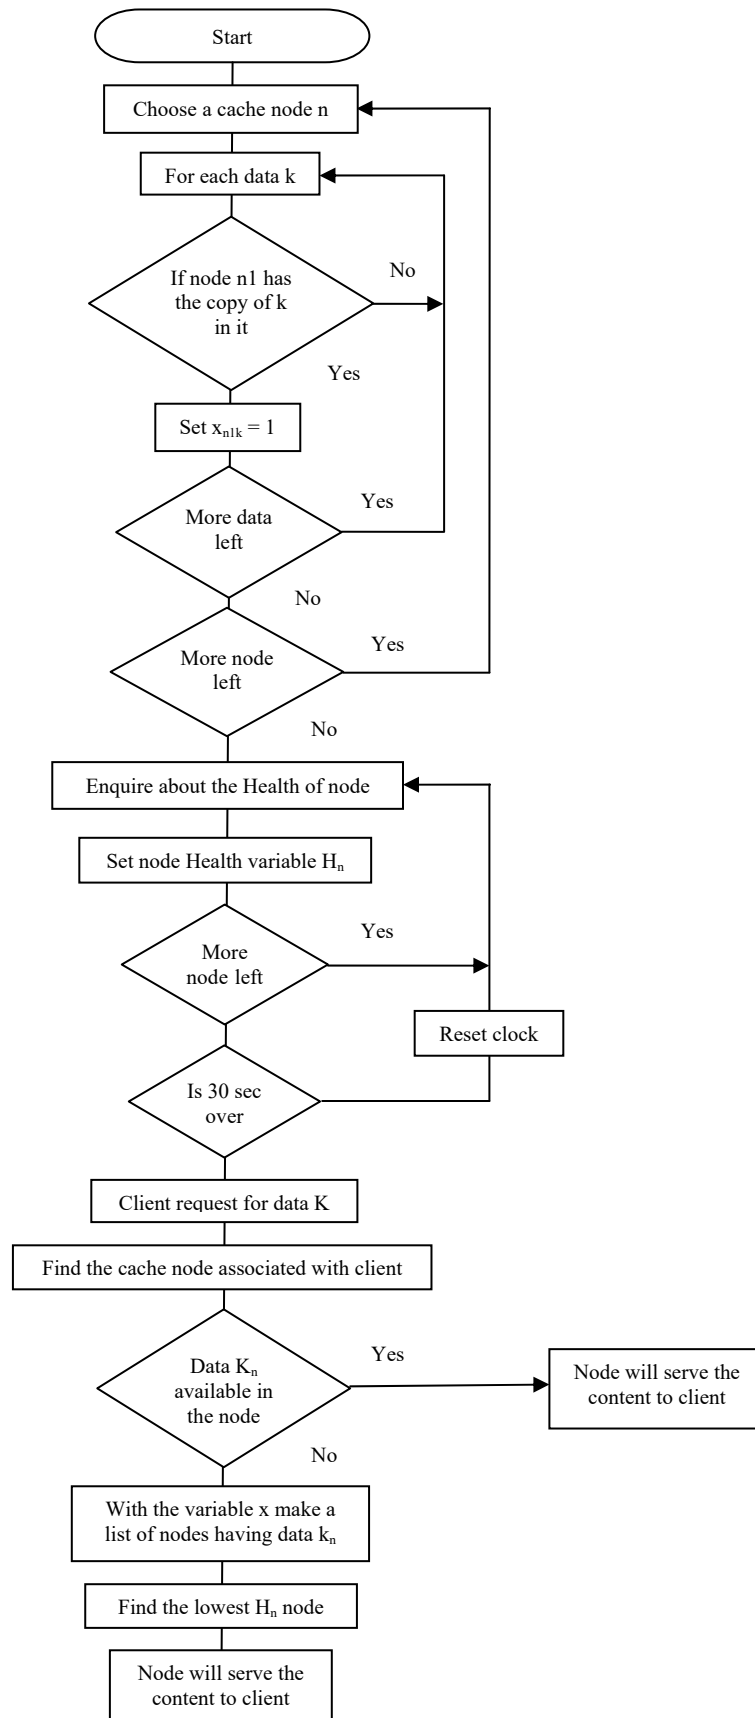 Start
Choose a cache node n
For each data k
If node n1 has
the copy of k
in it
No
Yes
Set xn1k = 1
More data
left
Yes
No
More node
left
Yes
No
Enquire about the Health of node
Set node Health variable Hn
More
node left
Yes
Reset clock
Is 30 sec
over
Client request for data K
Find the cache node associated with client
Data Kn
available in
the node
Yes
Node will serve the
content to client
No
With the variable x make a
list of nodes having data kn
Find the lowest Hn node
Node will serve the
content to client